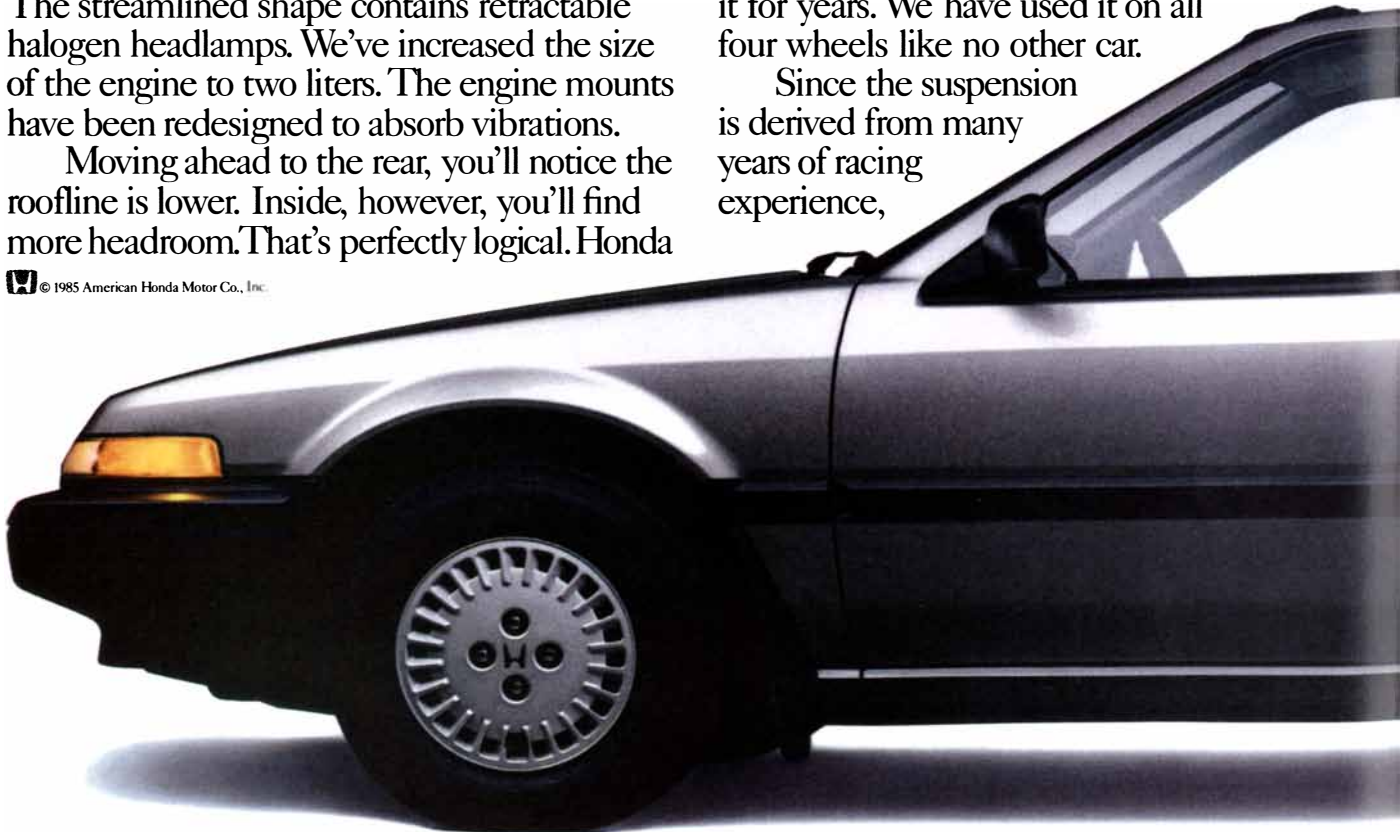 The streamlined shape contains retractable
halogen headlamps. We've increased the size
of the engine to two liters. The engine mounts
have been redesigned to absorb vibrations.
Moving ahead to the rear, you'll notice the
roofline is lower. Inside, however, you'll find
more headroom. That's perfectly logical. Honda
© 1985 American Honda Motor Co., Inc.
it for years. We have used it on all
four wheels like no other car.
Since the suspension
is derived from many
years of racing
experience,